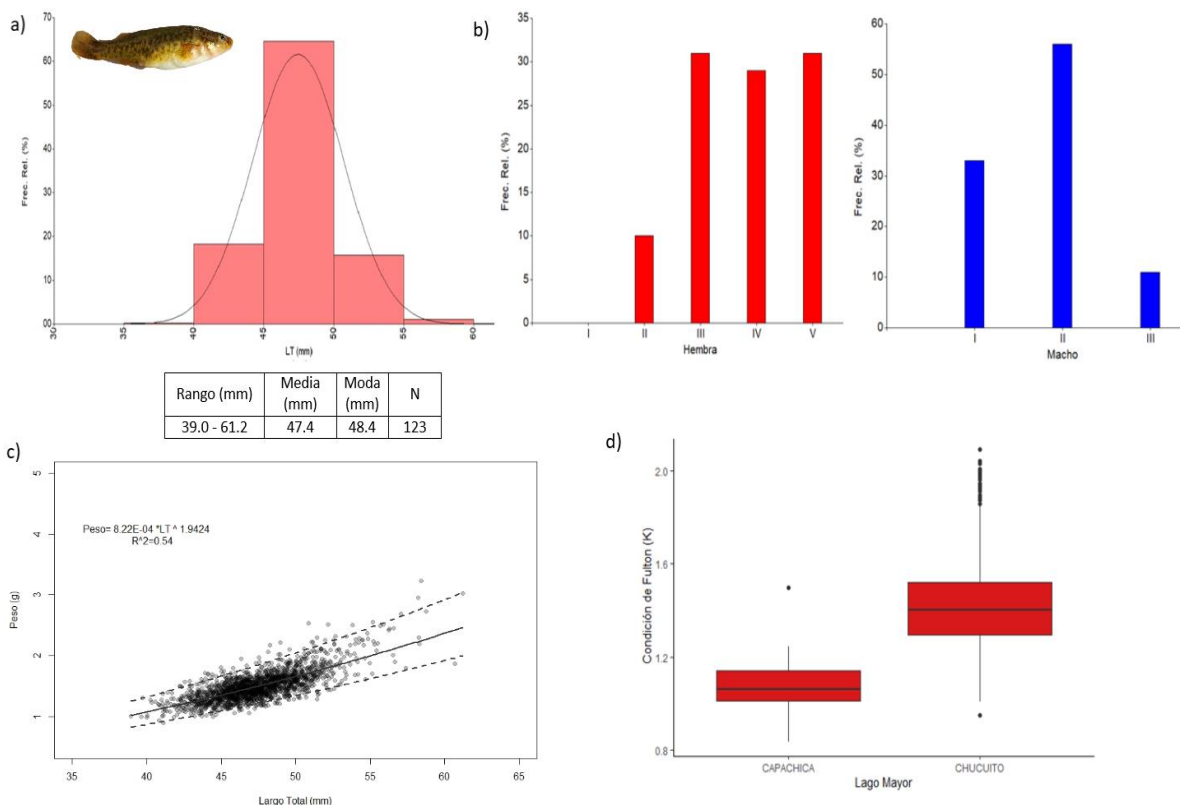 a)
70
60
50
40
30
20
10
00
Frec. Rel. (%)
30 35 40 45 50 55 60
LT (mm)
b)
35
30
25
20
15
10
5
0
Frec. Rel. (%)
I II III IV V
Hembra
60
50
40
30
20
10
0
Frec. Rel. (%)
I II III
Macho
Rango (mm) Media (mm) Moda (mm) N
39.0 - 61.2 47.4 48.4 123
c)
5
4
3
2
1
Peso (g)
Peso= 8.22E-04 *LT ^ 1.9424
R^2=0.54
35 40 45 50 55 60 65
Largo Total (mm)
d)
2.0
1.6
1.2
0.8
Condición de Fulton (K)
CAPACHICA CHUCUITO
Lago Mayor